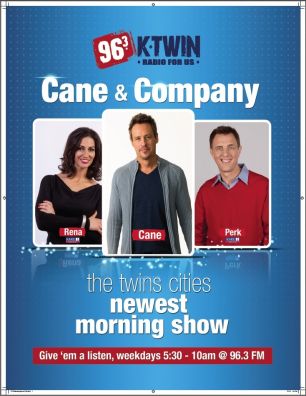 96.3 K•TWIN
• RADIO FOR US •
Cane & Company
Rena
Cane
Perk
the twins cities
newest
morning show
Give 'em a listen, weekdays 5:30 - 10am @ 96.3 FM